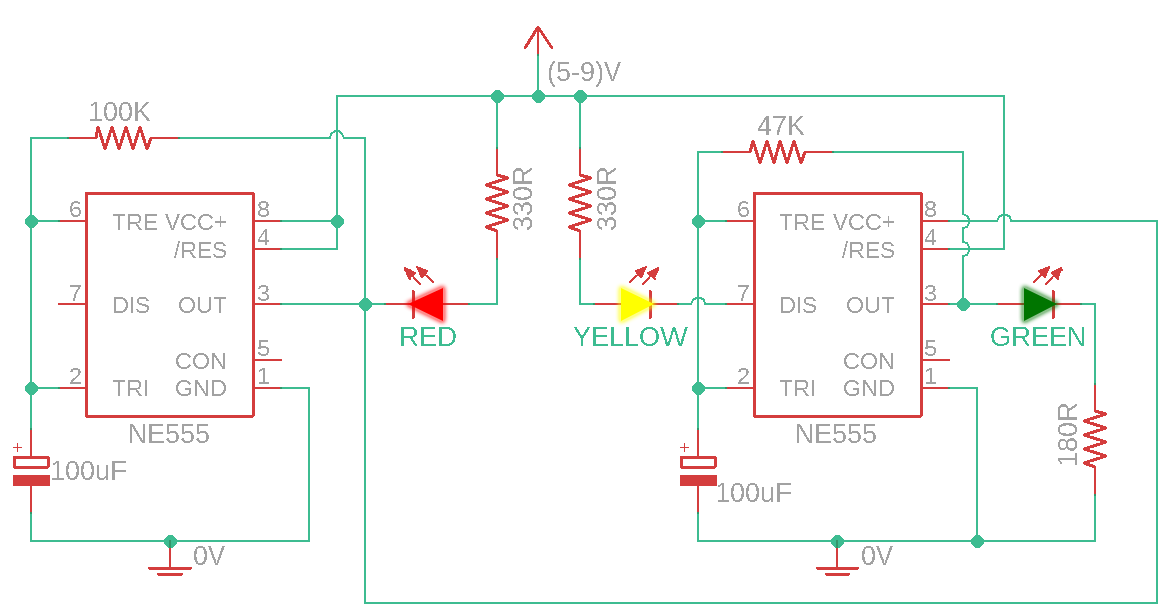 (5-9)V
100K
6 TRE VCC+ 8
/RES 4
7 DIS OUT 3
CON 5
2 TRI GND 1
NE555
+
100uF
0V
330R
330R
RED
YELLOW
47K
6 TRE VCC+ 8
/RES 4
7 DIS OUT 3
CON 5
2 TRI GND 1
NE555
+
100uF
0V
GREEN
180R